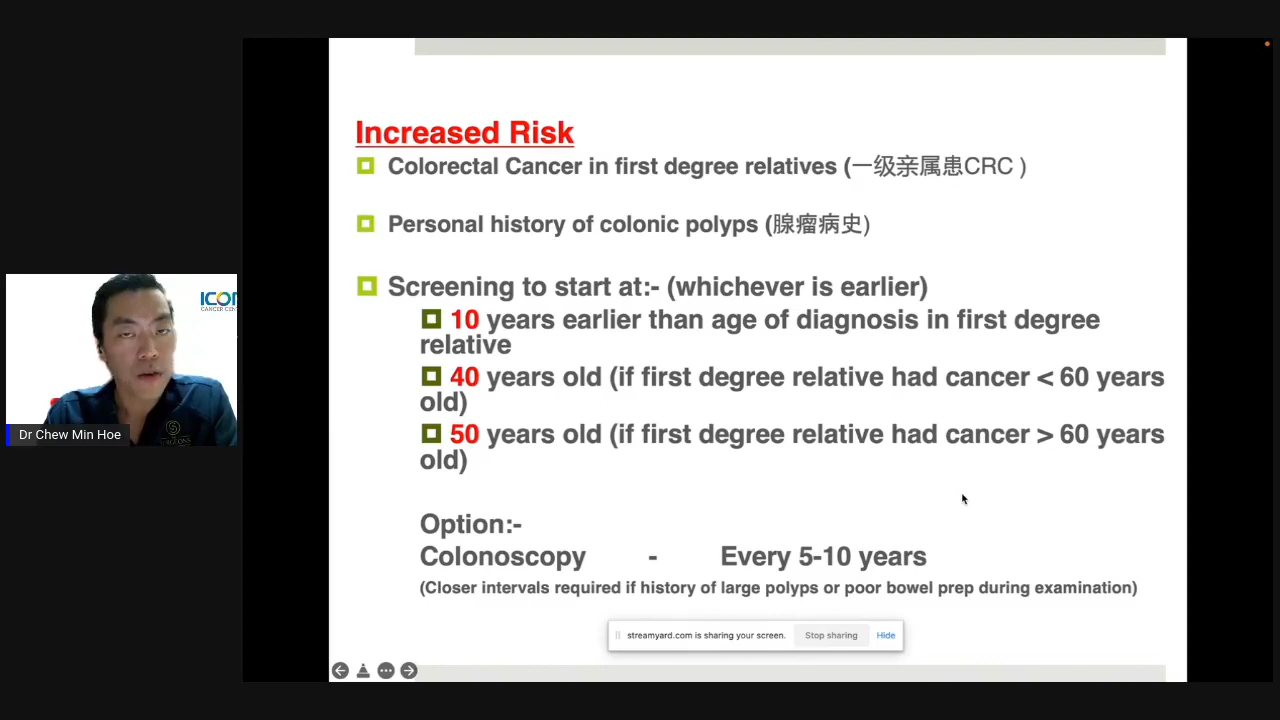 Increased Risk
Colorectal Cancer in first degree relatives (一级亲属患CRC )
Personal history of colonic polyps (腺瘤病史)
Screening to start at:- (whichever is earlier)
10 years earlier than age of diagnosis in first degree
relative
40 years old (if first degree relative had cancer < 60 years
old)
50 years old (if first degree relative had cancer > 60 years
old)
Option:-
Colonoscopy - Every 5-10 years
(Closer intervals required if history of large polyps or poor bowel prep during examination)
streamyard.com is sharing your screen. Stop sharing Hide
ICON
CANCER CENT
Dr Chew Min Hoe